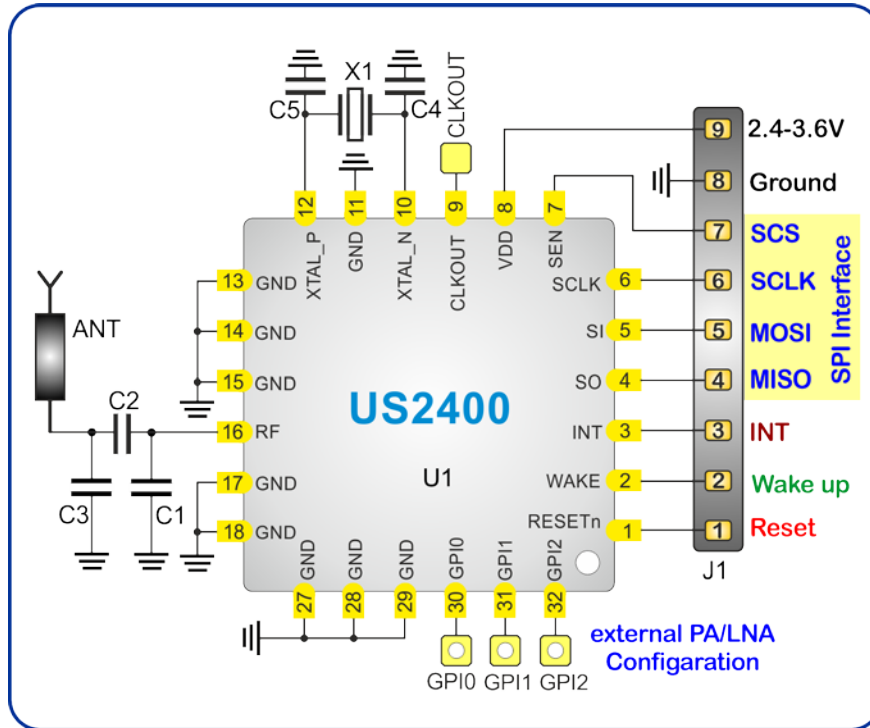 X1
C5
C4
CLKOUT
12
11
10
9
8
7
XTAL_P
GND
XTAL_N
CLKOUT
VDD
SEN
9 2.4-3.6V
8 Ground
7 SCS
6 SCLK
5 MOSI
4 MISO
SPI Interface
3 INT
2 Wake up
1 Reset
J1
SCLK 6
SI 5
SO 4
INT 3
WAKE 2
RESETn 1
13 GND
14 GND
15 GND
16 RF
17 GND
18 GND
ANT
C2
C3
C1
US2400
U1
GND
GND
GND
GPI0
GPI1
GPI2
27
28
29
30
31
32
GPI0
GPI1
GPI2
external PA/LNA
Configaration